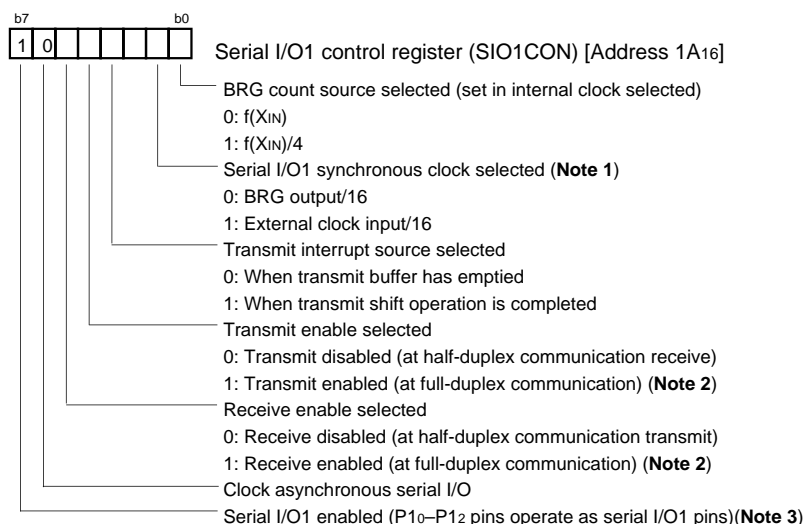 b7 b0
1 0
Serial I/O1 control register (SIO1CON) [Address 1A16]
BRG count source selected (set in internal clock selected)
0: f(XIN)
1: f(XIN)/4
Serial I/O1 synchronous clock selected (Note 1)
0: BRG output/16
1: External clock input/16
Transmit interrupt source selected
0: When transmit buffer has emptied
1: When transmit shift operation is completed
Transmit enable selected
0: Transmit disabled (at half-duplex communication receive)
1: Transmit enabled (at full-duplex communication) (Note 2)
Receive enable selected
0: Receive disabled (at half-duplex communication transmit)
1: Receive enabled (at full-duplex communication) (Note 2)
Clock asynchronous serial I/O
Serial I/O1 enabled (P10–P12 pins operate as serial I/O1 pins)(Note 3)